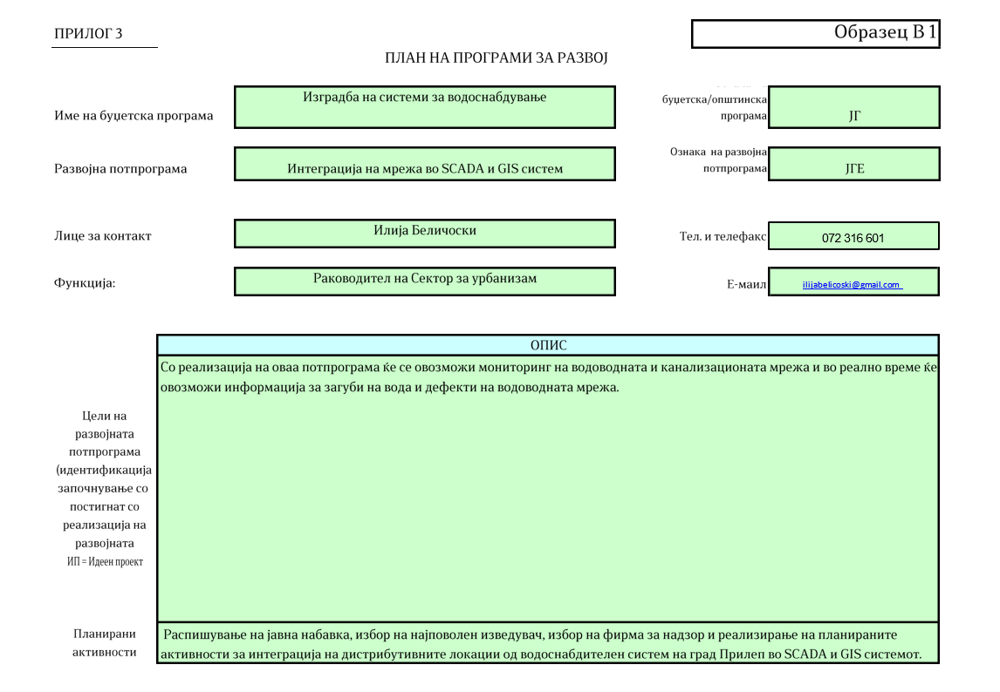 ПРИЛОГ 3
Образец В 1
ПЛАН НА ПРОГРАМИ ЗА РАЗВОЈ
Име на буџетска програма
Изградба на системи за водоснабдување
буџетска/општинска
програма
ЈГ
Развојна потпрограма
Интеграција на мрежа во SCADA и GIS систем
Ознака на развојна
потпрограма
ЈГЕ
Лице за контакт
Илија Беличоски
Тел. и телефакс
072 316 601
Функција:
Раководител на Сектор за урбанизам
Е-маил
ilijabelicoski@gmail.com
ОПИС
Цели на
развојната
потпрограма
(идентификација
започнување со
постигнат со
реализација на
развојната
ИП = Идеен проект
Со реализација на оваа потпрограма ќе се овозможи мониторинг на водоводната и канализационата мрежа и во реално време ќе
овозможи информација за загуби на вода и дефекти на водоводната мрежа.
Планирани
активности
Распишување на јавна набавка, избор на најповолен изведувач, избор на фирма за надзор и реализирање на планираните
активности за интеграција на дистрибутивните локации од водоснабдителен систем на град Прилеп во SCADA и GIS системот.